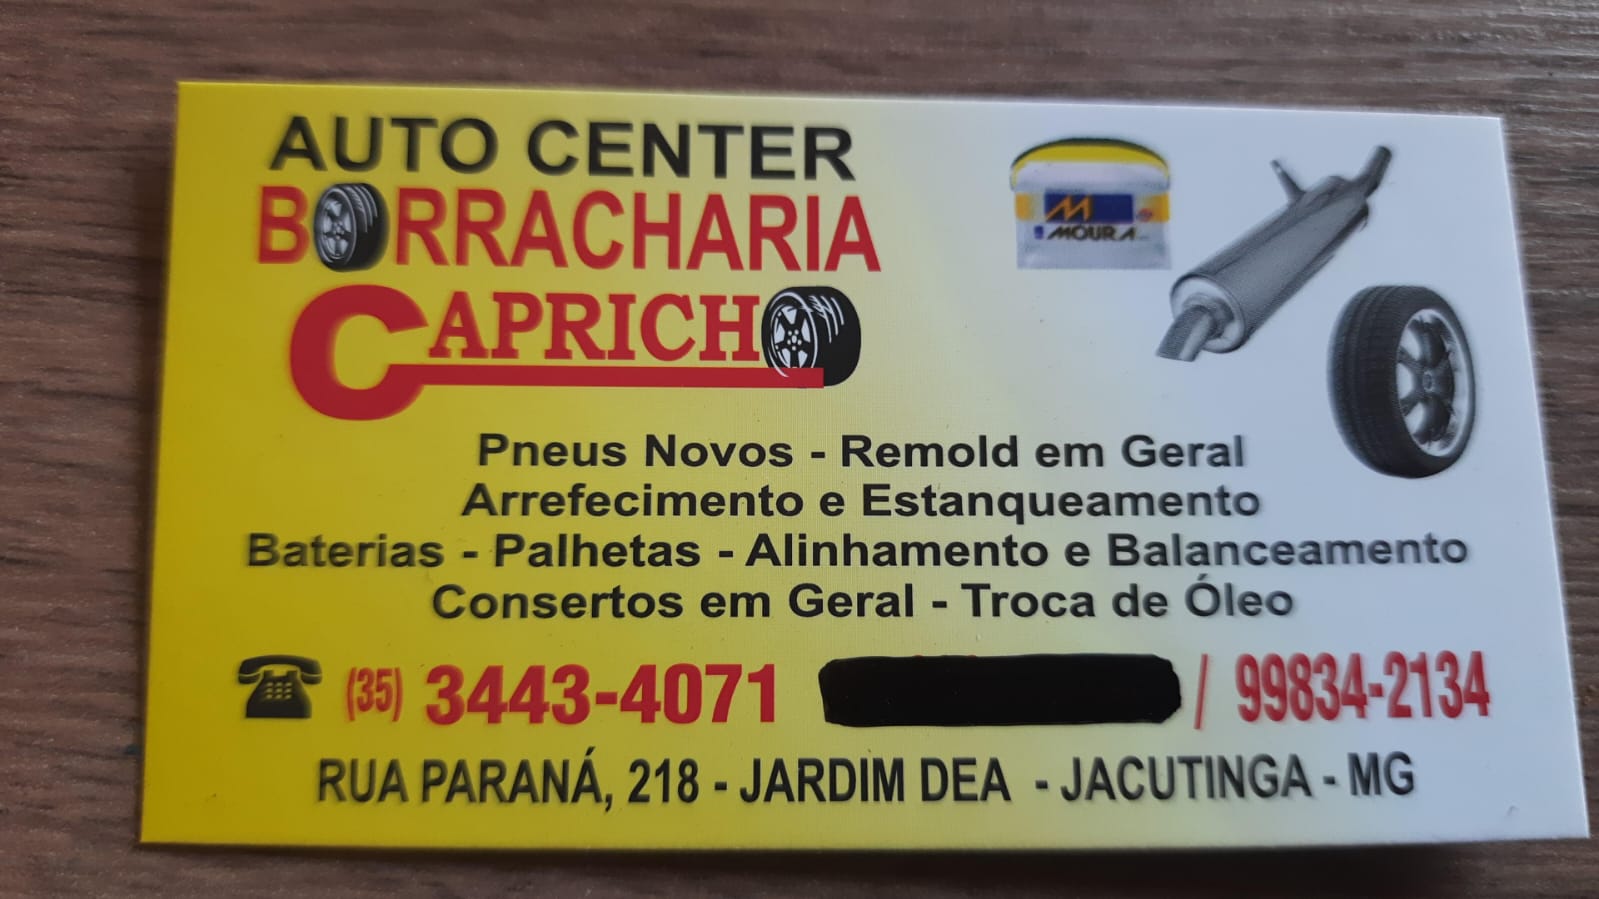 AUTO CENTER
BORRACHARIA
CAPRICHO
MOURA
Pneus Novos - Remold em Geral
Arrefecimento e Estanqueamento
Baterias - Palhetas - Alinhamento e Balanceamento
Consertos em Geral - Troca de Óleo
(35) 3443-4071 / 99834-2134
RUA PARANÁ, 218 - JARDIM DEA - JACUTINGA - MG